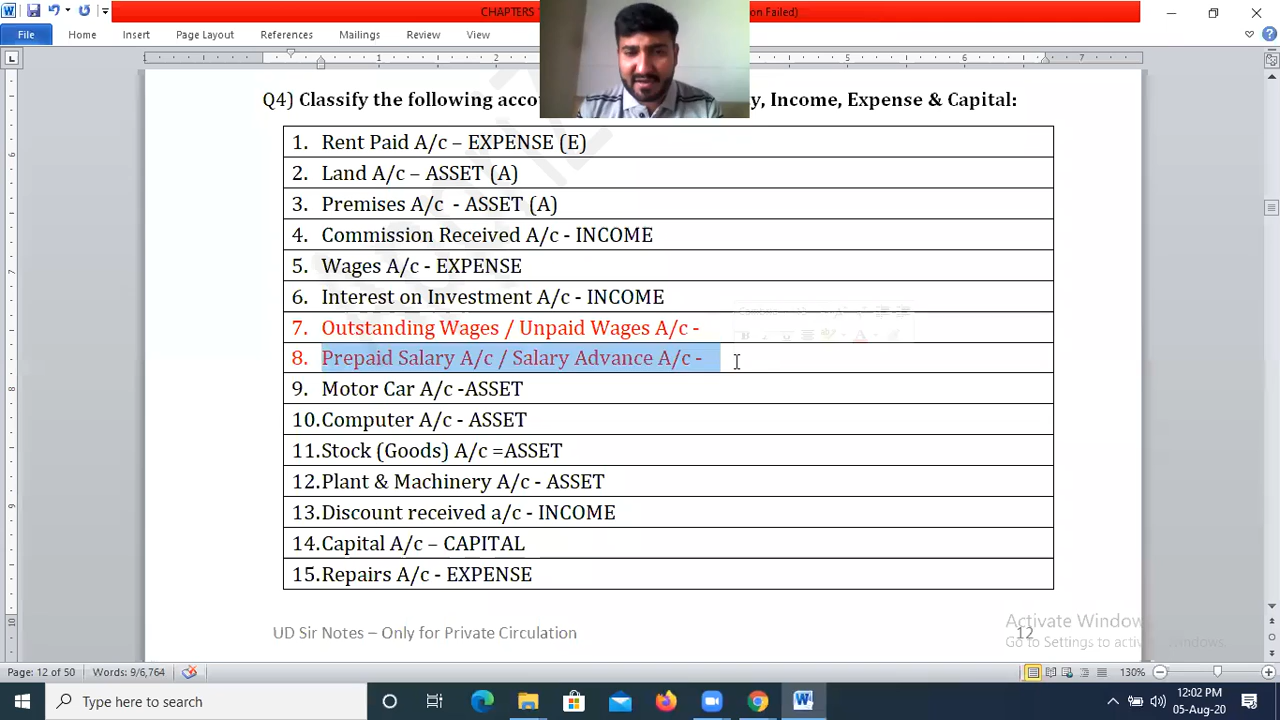 CHAPTERS
on Failed)
File Home Insert Page Layout References Mailings Review View
Q4) Classify the following
y, Income, Expense & Capital:
1. Rent Paid A/c – EXPENSE (E)
2. Land A/c – ASSET (A)
3. Premises A/c - ASSET (A)
4. Commission Received A/c - INCOME
5. Wages A/c - EXPENSE
6. Interest on Investment A/c - INCOME
7. Outstanding Wages / Unpaid Wages A/c -
8. Prepaid Salary A/c / Salary Advance A/c -
9. Motor Car A/c -ASSET
10. Computer A/c - ASSET
11. Stock (Goods) A/c =ASSET
12. Plant & Machinery A/c - ASSET
13. Discount received a/c - INCOME
14. Capital A/c – CAPITAL
15. Repairs A/c - EXPENSE
UD Sir Notes – Only for Private Circulation
12
Activate Windows
Go to Settings to activate Windows.
Page: 12 of 50 Words: 9/6,764 130%
Type here to search
12:02 PM
05-Aug-20